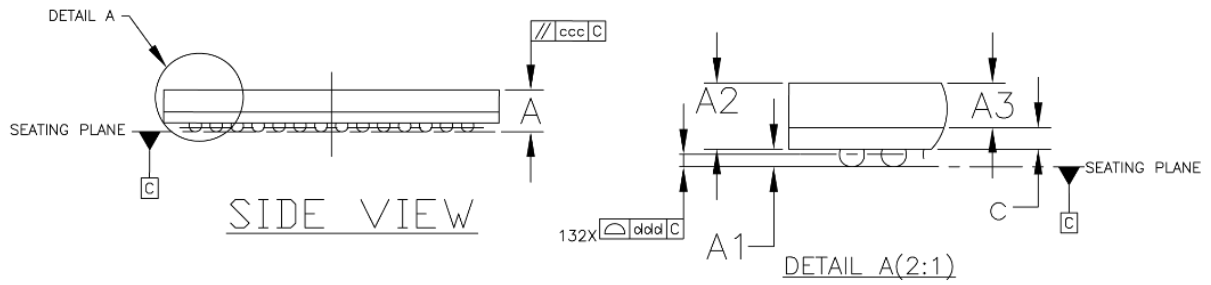 DETAIL A
// ccc C
A
SEATING PLANE
C
SIDE VIEW
A2
A3
SEATING PLANE
C
c
132X ⌓ ddd C
A1
DETAIL A(2:1)